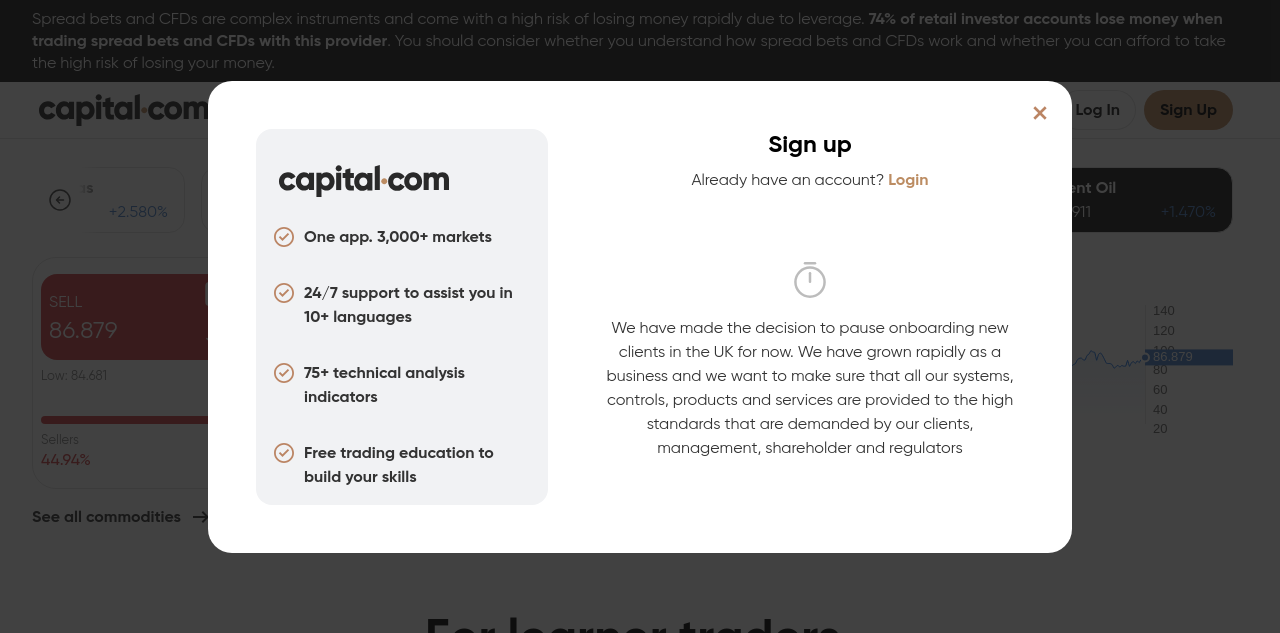 Spread bets and CFDs are complex instruments and come with a high risk of losing money rapidly due to leverage. 74% of retail investor accounts lose money when
trading spread bets and CFDs with this provider. You should consider whether you understand how spread bets and CFDs work and whether you can afford to take
the high risk of losing your money.
capital.com
Log In
Sign Up
+2.580%
ent Oil
911
+1.470%
SELL
86.879
Low: 84.681
Sellers
44.94%
See all commodities
140
120
100
86.879
80
60
40
20
capital.com
One app. 3,000+ markets
24/7 support to assist you in
10+ languages
75+ technical analysis
indicators
Free trading education to
build your skills
Sign up
Already have an account? Login
We have made the decision to pause onboarding new
clients in the UK for now. We have grown rapidly as a
business and we want to make sure that all our systems,
controls, products and services are provided to the high
standards that are demanded by our clients,
management, shareholder and regulators
For learner traders